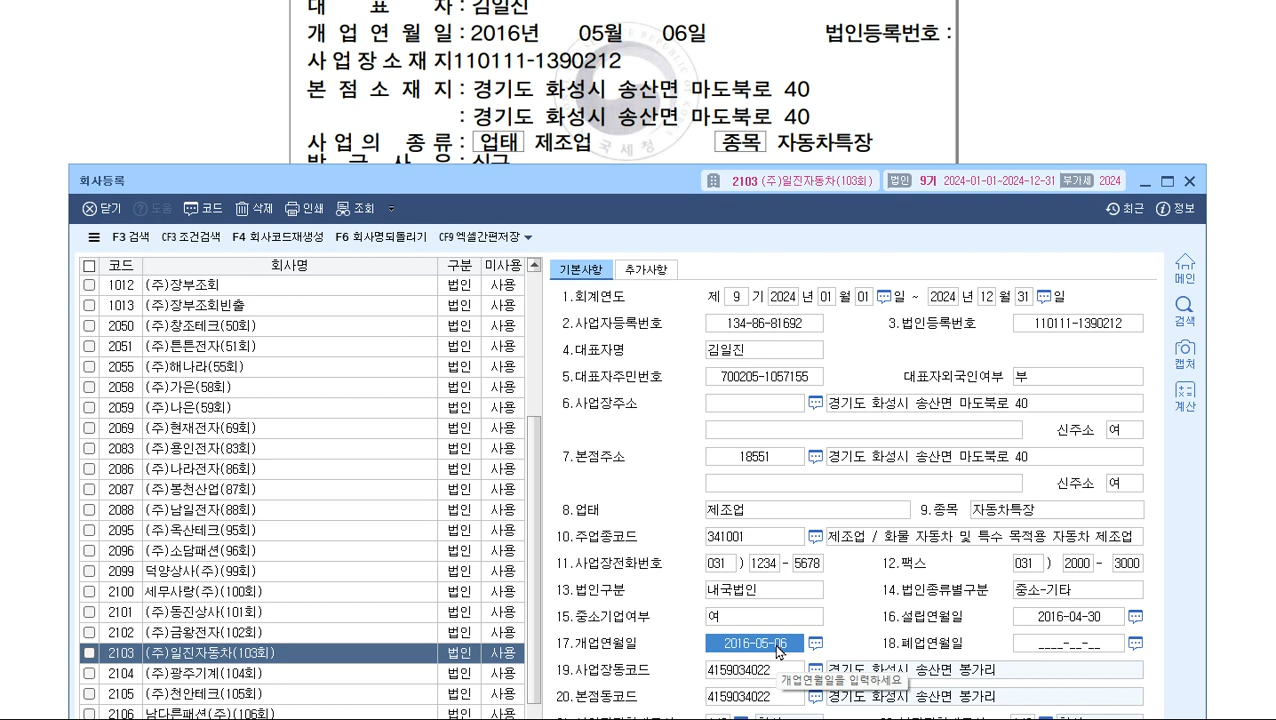 대 표 자 : 김일진
개 업 연 월 일 : 2016년 05월 06일 법인등록번호 :
사 업 장 소 재 지110111-1390212
본 점 소 재 지 : 경기도 화성시 송산면 마도북로 40
: 경기도 화성시 송산면 마도북로 40
사 업 의 종 류 : 업태 제조업 종목 자동차특장
발 급 사 유 : 신규
국 세 청
회사등록 2103 (주)일진자동차(103회) 법인 9기 2024-01-01~2024-12-31 부가세 2024
닫기 도움 코드 삭제 인쇄 조회 최근 정보
F3 검색 CF3 조건검색 F4 회사코드재생성 F6 회사명되돌리기 CF9 엑셀간편저장
코드 회사명 구분 미사용
1012 (주)장부조회 법인 사용
1013 (주)장부조회빈출 법인 사용
2050 (주)창조테크(50회) 법인 사용
2051 (주)튼튼전자(51회) 법인 사용
2055 (주)해나라(55회) 법인 사용
2058 (주)가은(58회) 법인 사용
2059 (주)나은(59회) 법인 사용
2069 (주)현재전자(69회) 법인 사용
2083 (주)용인전자(83회) 법인 사용
2086 (주)나라전자(86회) 법인 사용
2087 (주)봉천산업(87회) 법인 사용
2088 (주)남일전자(88회) 법인 사용
2095 (주)옥산테크(95회) 법인 사용
2096 (주)소담패션(96회) 법인 사용
2099 덕양상사(주)(99회) 법인 사용
2100 세무사랑(주)(100회) 법인 사용
2101 (주)동진상사(101회) 법인 사용
2102 (주)금왕전자(102회) 법인 사용
2103 (주)일진자동차(103회) 법인 사용
2104 (주)광주기계(104회) 법인 사용
2105 (주)천안테크(105회) 법인 사용
2106 남다른패션(주)(106회) 법인 사용
기본사항 추가사항
1.회계연도 제 9 기 2024 년 01 월 01 일 ~ 2024 년 12 월 31 일
2.사업자등록번호 134-86-81692 3.법인등록번호 110111-1390212
4.대표자명 김일진
5.대표자주민번호 700205-1057155 대표자외국인여부 부
6.사업장주소 경기도 화성시 송산면 마도북로 40
신주소 여
7.본점주소 18551 경기도 화성시 송산면 마도북로 40
신주소 여
8.업태 제조업 9.종목 자동차특장
10.주업종코드 341001 제조업 / 화물 자동차 및 특수 목적용 자동차 제조업
11.사업장전화번호 031 ) 1234 - 5678 12.팩스 031 ) 2000 - 3000
13.법인구분 내국법인 14.법인종류별구분 중소-기타
15.중소기업여부 여 16.설립연월일 2016-04-30
17.개업연월일 2016-05-06 18.폐업연월일 ____-__-__
19.사업장동코드 4159034022 경기도 화성시 송산면 봉가리
개업연월일을 입력하세요
20.본점동코드 4159034022 경기도 화성시 송산면 봉가리
메인
검색
캡처
계산